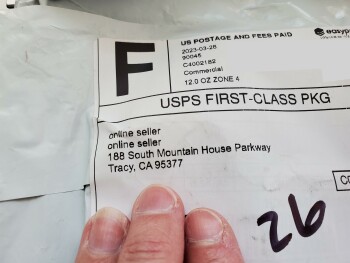 F
US POSTAGE AND FEES PAID
2023-03-28
90045
C4002182
Commercial
12.0 OZ ZONE 4
easyp
USPS FIRST-CLASS PKG
online seller
online seller
188 South Mountain House Parkway
Tracy, CA 95377
26